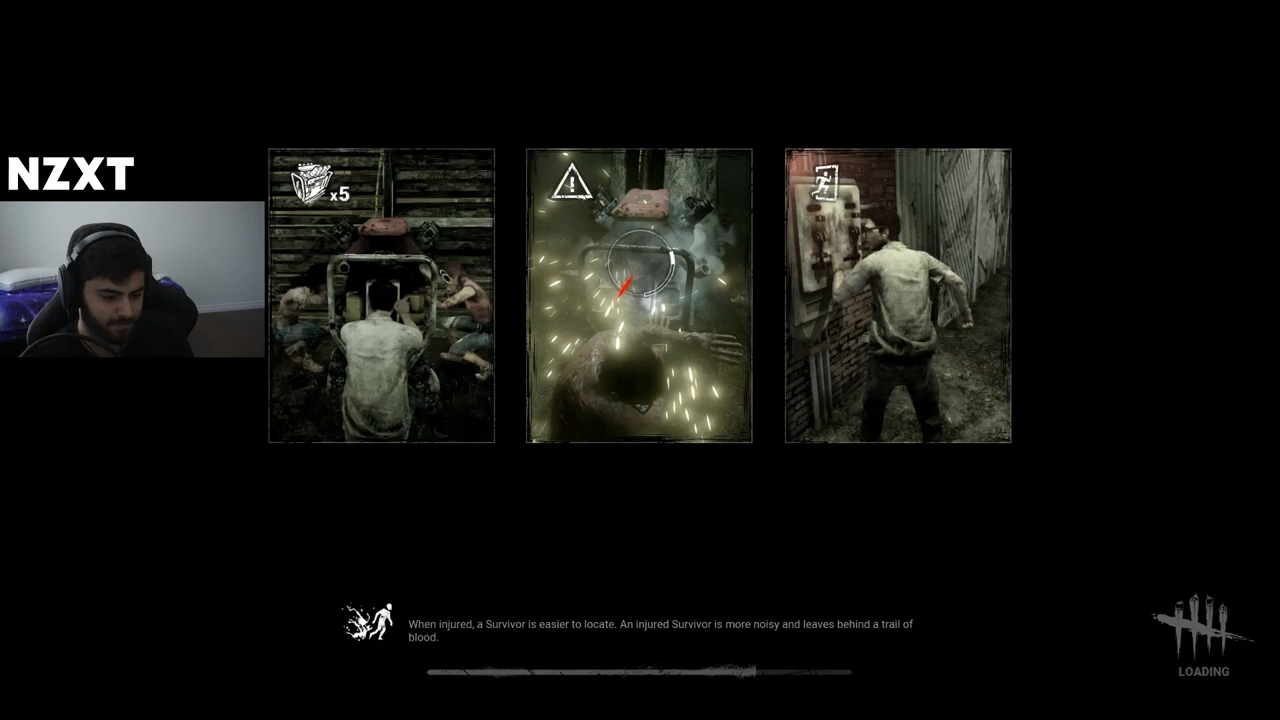 NZXT
x5
When injured, a Survivor is easier to locate. An injured Survivor is more noisy and leaves behind a trail of
blood.
LOADING